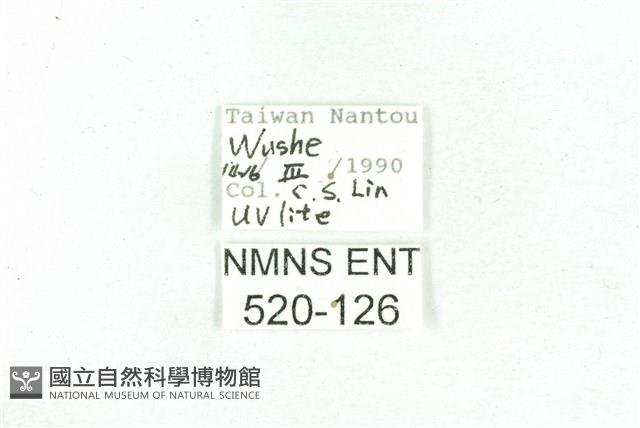 Taiwan Nantou
Wushe
III /1990
Col. C. S. Lin
UV lite
NMNS ENT
520-126
國立自然科學博物館
NATIONAL MUSEUM OF NATURAL SCIENCE